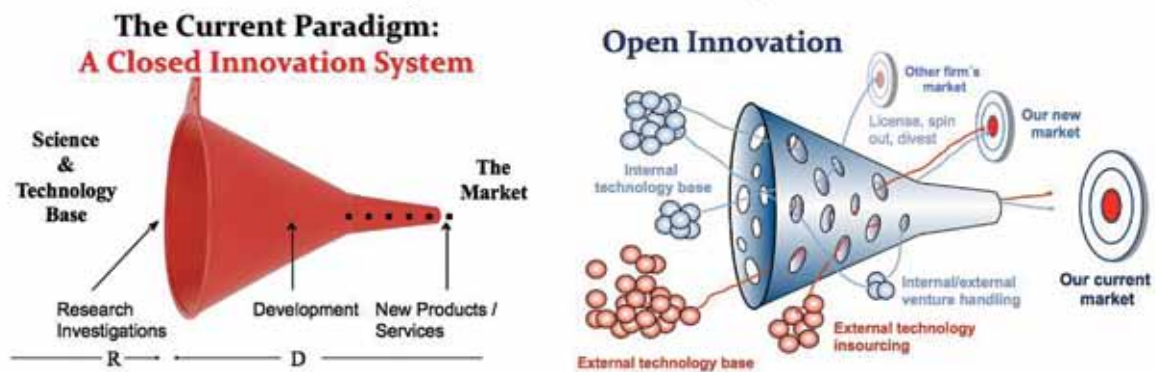 The Current Paradigm:
A Closed Innovation System
Science
&
Technology
Base
The
Market
Research
Investigations
Development
New Products /
Services
R
D
Open Innovation
Other firm´s
market
License, spin
out, divest
Our new
market
Internal
technology base
Internal/external
venture handling
Our current
market
External technology
insourcing
External technology base